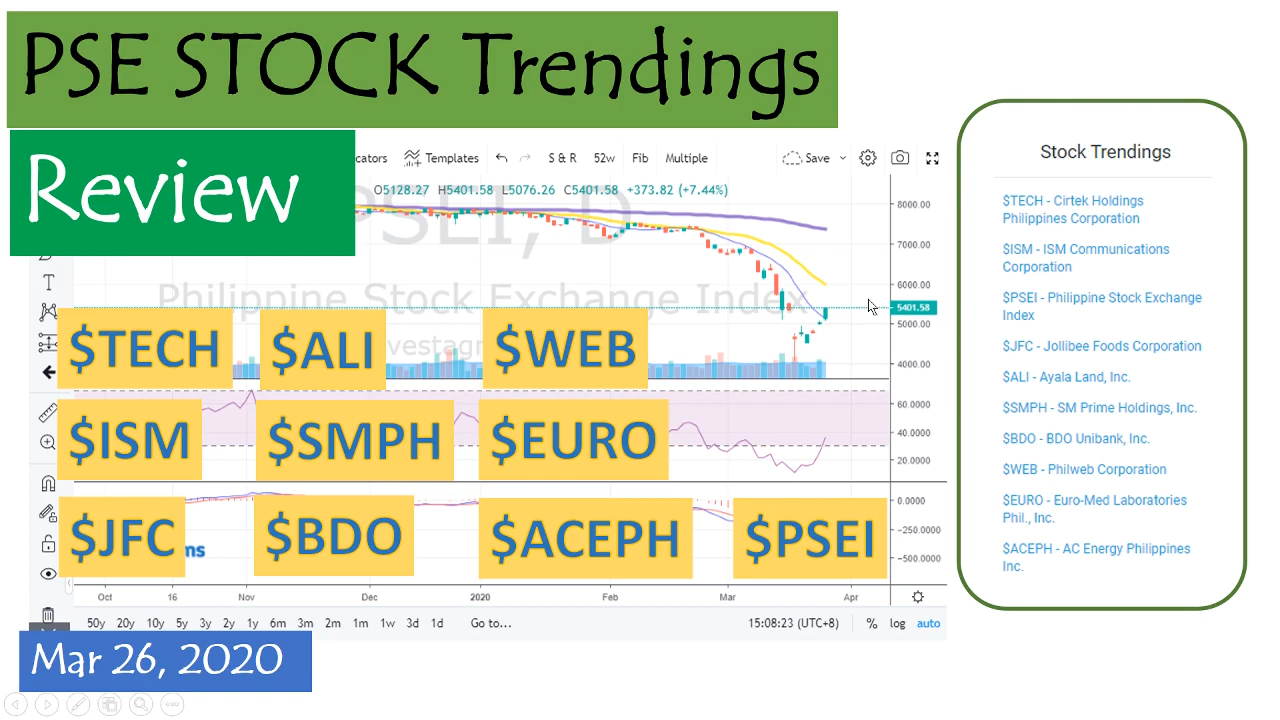 PSE STOCK Trendings
Review
cators Templates S & R 52w Fib Multiple Save
O5128.27 H5401.58 L5076.26 C5401.58 +373.82 (+7.44%)
PSEI, D
Philippine Stock Exchange Index
vestag
8000.00
7000.00
6000.00
5401.58
5000.00
4000.00
60.0000
40.0000
20.0000
0.0000
-250.0000
-500.0000
$TECH $ALI $WEB
$ISM $SMPH $EURO
$JFC $BDO $ACEPH $PSEI
ms
Oct 16 Nov Dec 2020 Feb Mar Apr
50y 20y 10y 5y 3y 2y 1y 6m 3m 2m 1m 1w 3d 1d Go to... 15:08:23 (UTC+8) % log auto
Mar 26, 2020
Stock Trendings
$TECH - Cirtek Holdings
Philippines Corporation
$ISM - ISM Communications
Corporation
$PSEI - Philippine Stock Exchange
Index
$JFC - Jollibee Foods Corporation
$ALI - Ayala Land, Inc.
$SMPH - SM Prime Holdings, Inc.
$BDO - BDO Unibank, Inc.
$WEB - Philweb Corporation
$EURO - Euro-Med Laboratories
Phil., Inc.
$ACEPH - AC Energy Philippines
Inc.